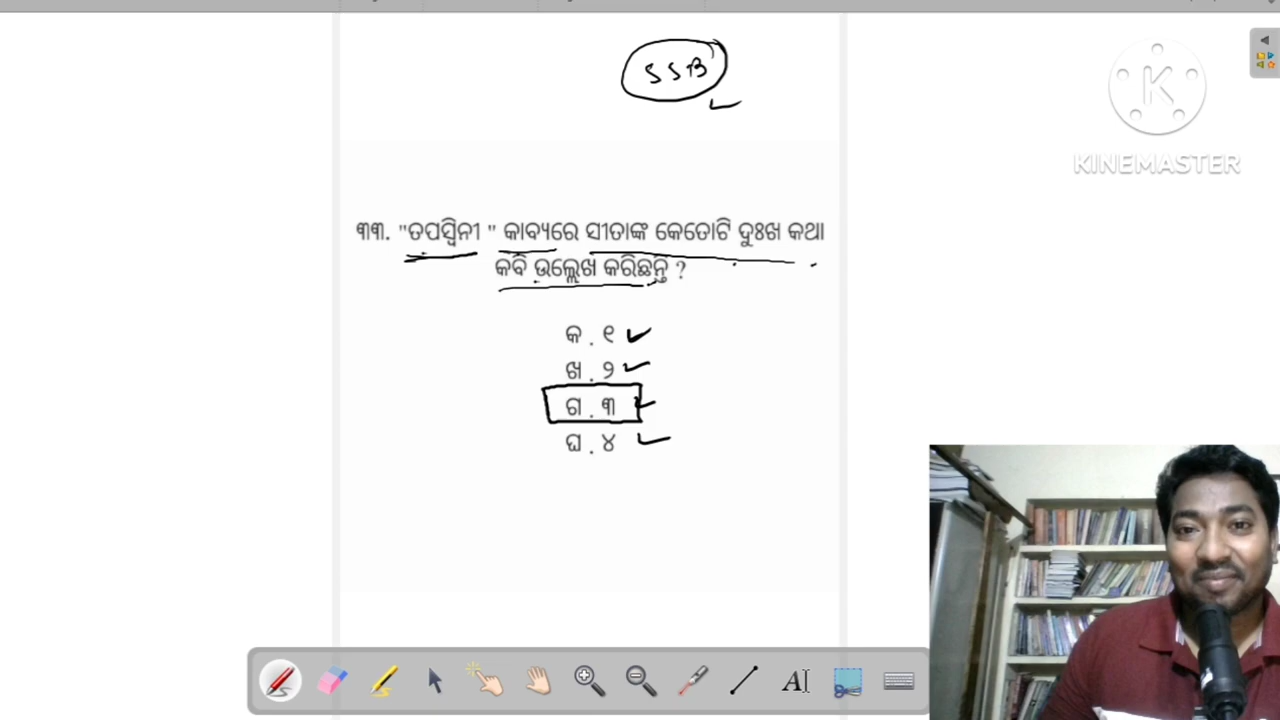 SSB
KINEMASTER
୩୩. "ତପସ୍ୱିନୀ " କାବ୍ୟରେ ସୀତାଙ୍କ କେତୋଟି ଦୁଃଖ କଥା
କବି ଉଲ୍ଲେଖ କରିଛନ୍ତି ?
କ . ୧
ଖ . ୨
ଗ . ୩
ଘ . ୪